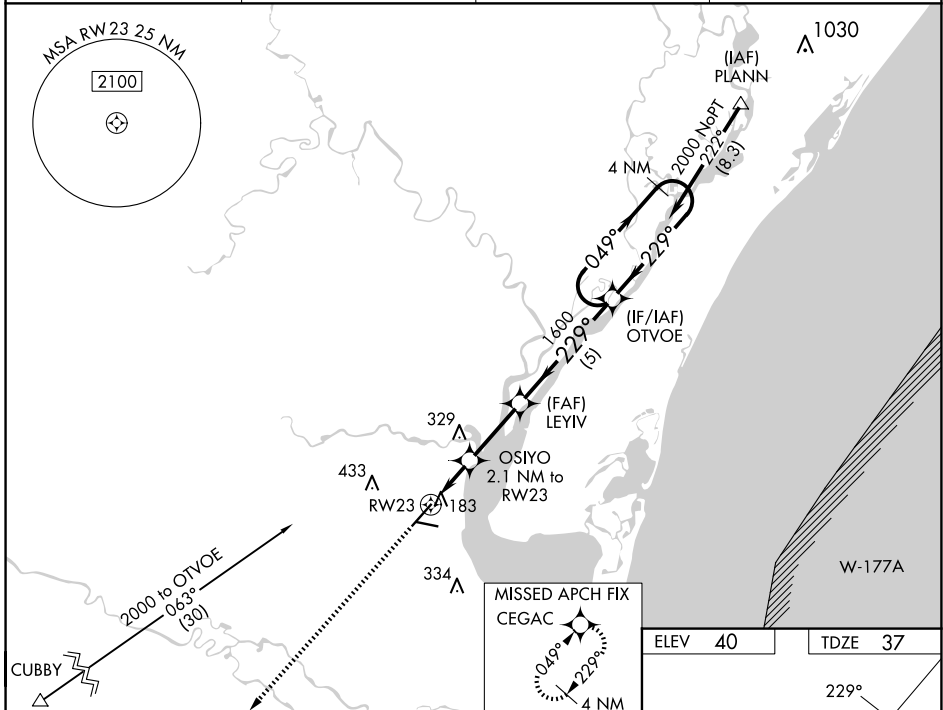 MSA RW23 25 NM
2100
1030
(IAF)
PLANN
2000 NoPT
222°
(8.3)
4 NM
049°
229°
(IF/IAF)
OTVOE
1600
229°
(5)
(FAF)
LEYIV
329
OSIYO
2.1 NM to
RW23
433
RW23
183
334
2000 to OTVOE
063°
(30)
CUBBY
MISSED APCH FIX
CEGAC
049°
229°
4 NM
W-177A
ELEV 40
TDZE 37
229°